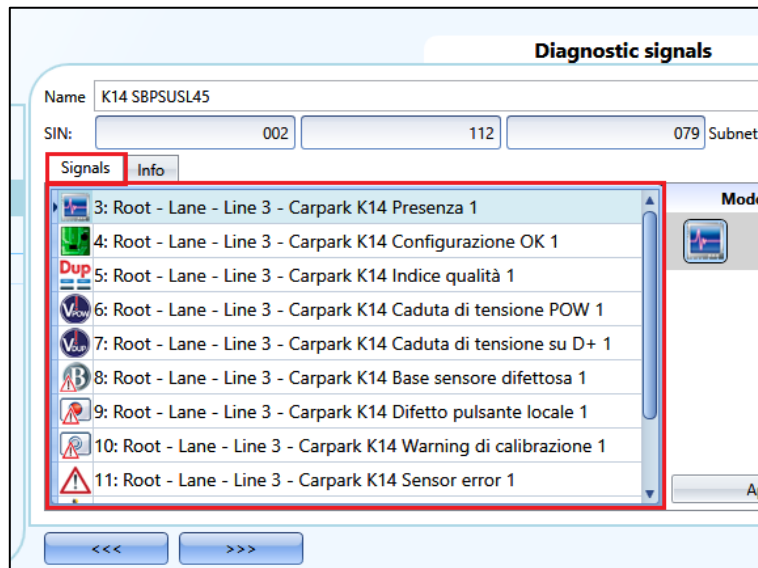 Diagnostic signals
Name K14 SBPSUSL45
SIN: 002 112 079 Subnet
Signals Info
3: Root - Lane - Line 3 - Carpark K14 Presenza 1
Mode
4: Root - Lane - Line 3 - Carpark K14 Configurazione OK 1
Dup 5: Root - Lane - Line 3 - Carpark K14 Indice qualità 1
VPOW 6: Root - Lane - Line 3 - Carpark K14 Caduta di tensione POW 1
VDUP 7: Root - Lane - Line 3 - Carpark K14 Caduta di tensione su D+ 1
B 8: Root - Lane - Line 3 - Carpark K14 Base sensore difettosa 1
9: Root - Lane - Line 3 - Carpark K14 Difetto pulsante locale 1
10: Root - Lane - Line 3 - Carpark K14 Warning di calibrazione 1
11: Root - Lane - Line 3 - Carpark K14 Sensor error 1
<<< >>>